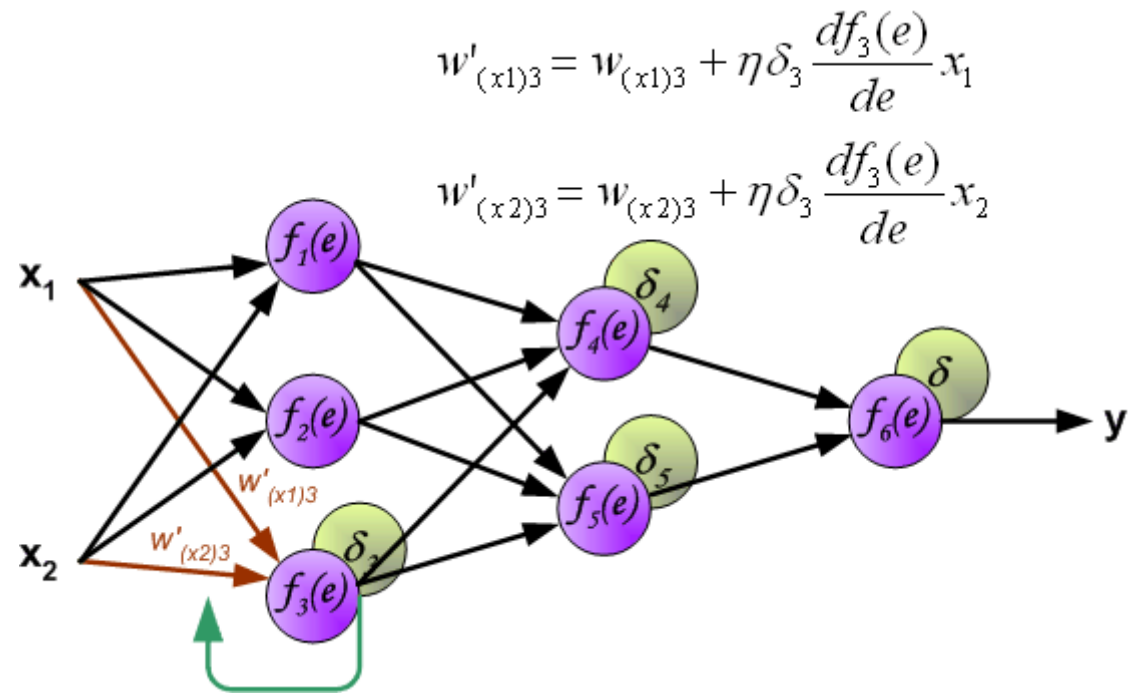 w'(x1)3 = w(x1)3 + ηδ3 df3(e)/de x1
w'(x2)3 = w(x2)3 + ηδ3 df3(e)/de x2
f1(e)
x1
δ4
f4(e)
δ
f2(e)
f6(e)
y
δ5
w'(x1)3
f5(e)
w'(x2)3
x2
δ3
f3(e)